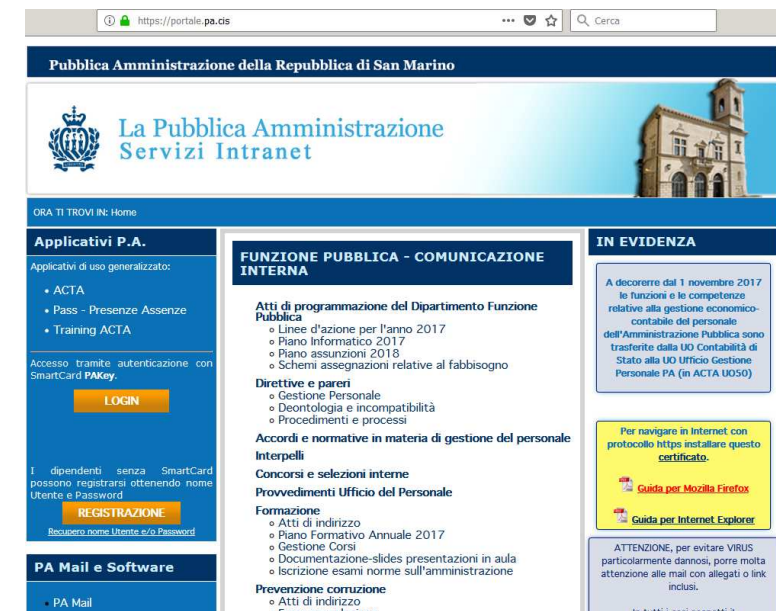 https://portale.pa.cis
Cerca
Pubblica Amministrazione della Repubblica di San Marino
La Pubblica Amministrazione
Servizi Intranet
ORA TI TROVI IN: Home
Applicativi P.A.
Applicativi di uso generalizzato:
• ACTA
• Pass - Presenze Assenze
• Training ACTA
Accesso tramite autenticazione con
SmartCard PAKey.
LOGIN
I dipendenti senza SmartCard
possono registrarsi ottenendo nome
Utente e Password
REGISTRAZIONE
Recupero nome Utente e/o Password
PA Mail e Software
• PA Mail
FUNZIONE PUBBLICA - COMUNICAZIONE
INTERNA
Atti di programmazione del Dipartimento Funzione
Pubblica
Linee d'azione per l'anno 2017
Piano Informatico 2017
Piano assunzioni 2018
Schemi assegnazioni relative al fabbisogno
Direttive e pareri
Gestione Personale
Deontologia e incompatibilità
Procedimenti e processi
Accordi e normative in materia di gestione del personale
Interpelli
Concorsi e selezioni interne
Provvedimenti Ufficio del Personale
Formazione
Atti di indirizzo
Piano Formativo Annuale 2017
Gestione Corsi
Documentazione-slides presentazioni in aula
Iscrizione esami norme sull'amministrazione
Prevenzione corruzione
Atti di indirizzo
IN EVIDENZA
A decorerre dal 1 novembre 2017
le funzioni e le competenze
relative alla gestione economico-
contabile del personale
dell'Amministrazione Pubblica sono
trasferite dalla UO Contabilità di
Stato alla UO Ufficio Gestione
Personale PA (in ACTA UO50)
Per navigare in Internet con
protocollo https installare questo
certificato.
Guida per Mozilla Firefox
Guida per Internet Explorer
ATTENZIONE, per evitare VIRUS
particolarmente dannosi, porre molta
attenzione alle mail con allegati o link
inclusi.